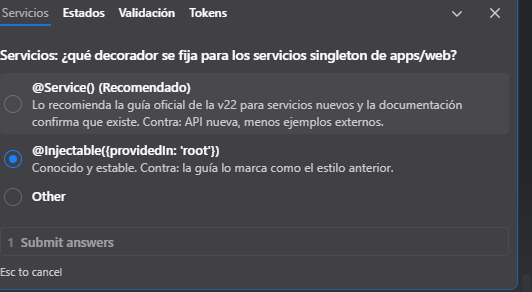 Servicios Estados Validación Tokens
Servicios: ¿qué decorador se fija para los servicios singleton de apps/web?
@Service() (Recomendado)
Lo recomienda la guía oficial de la v22 para servicios nuevos y la documentación
confirma que existe. Contra: API nueva, menos ejemplos externos.
@Injectable({providedIn: 'root'})
Conocido y estable. Contra: la guía lo marca como el estilo anterior.
Other
1 Submit answers
Esc to cancel